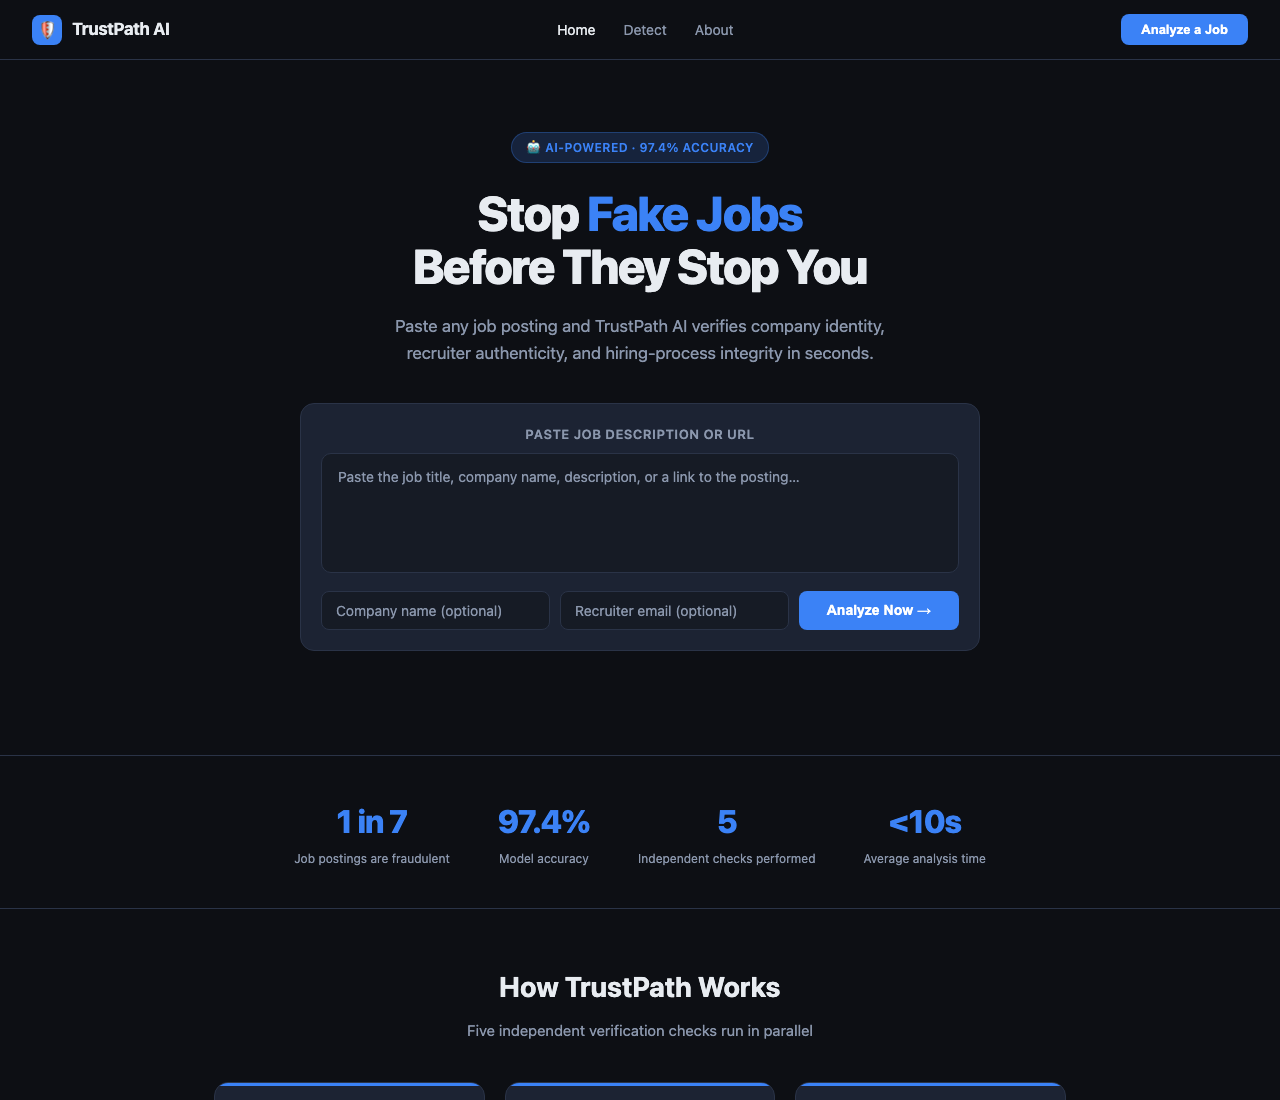 TrustPath AI
Home
Detect
About
Analyze a Job
AI-POWERED · 97.4% ACCURACY
Stop Fake Jobs
Before They Stop You
Paste any job posting and TrustPath AI verifies company identity,
recruiter authenticity, and hiring-process integrity in seconds.
PASTE JOB DESCRIPTION OR URL
Paste the job title, company name, description, or a link to the posting...
Company name (optional)
Recruiter email (optional)
Analyze Now →
1 in 7
Job postings are fraudulent
97.4%
Model accuracy
5
Independent checks performed
<10s
Average analysis time
How TrustPath Works
Five independent verification checks run in parallel